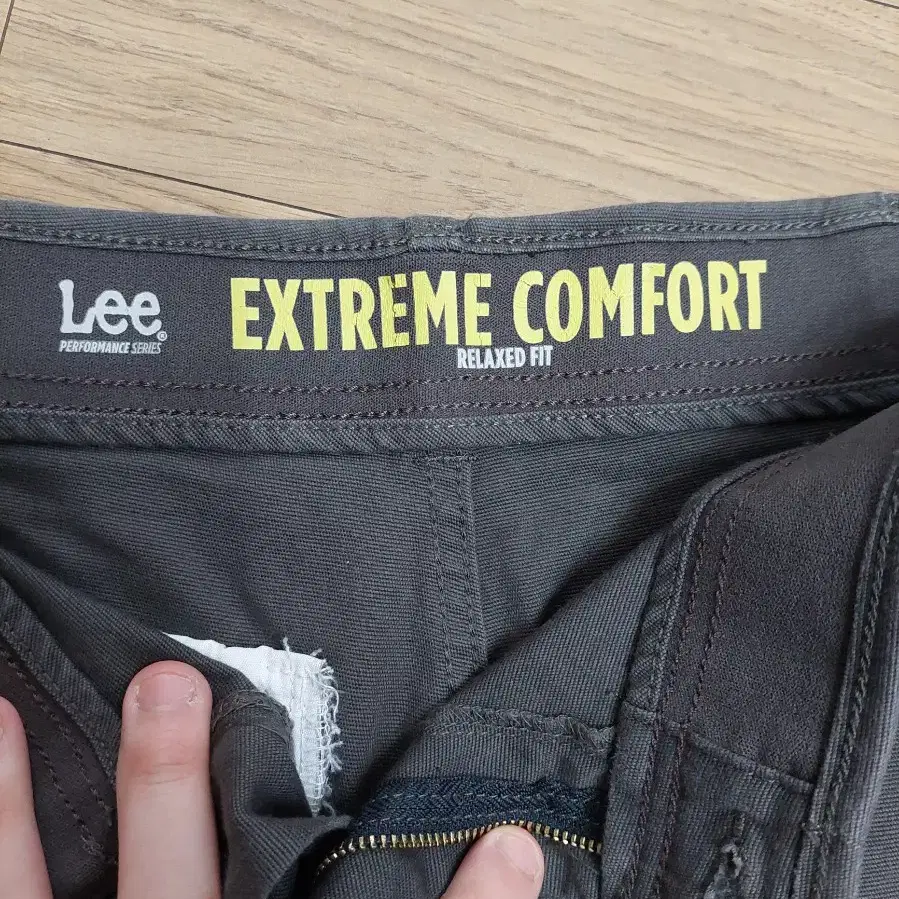 Lee®
PERFORMANCE SERIES
EXTREME COMFORT
RELAXED FIT